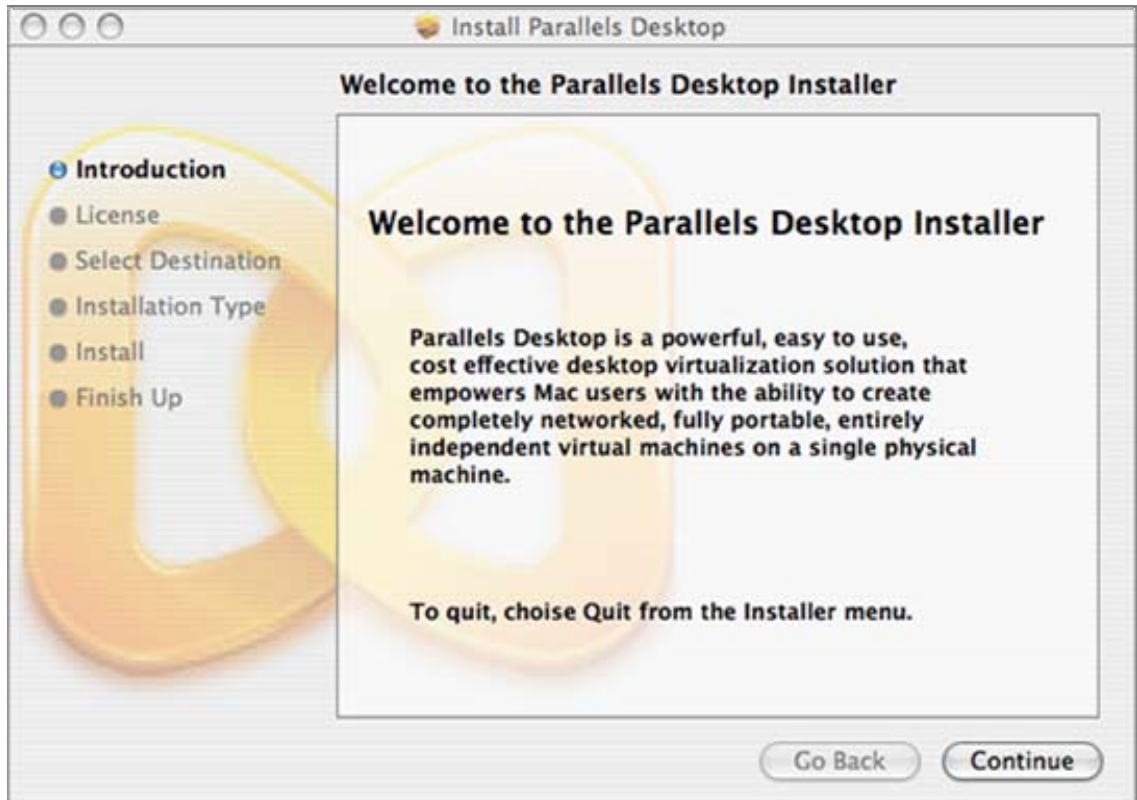 Install Parallels Desktop
Welcome to the Parallels Desktop Installer
Introduction
License
Select Destination
Installation Type
Install
Finish Up
Welcome to the Parallels Desktop Installer
Parallels Desktop is a powerful, easy to use,
cost effective desktop virtualization solution that
empowers Mac users with the ability to create
completely networked, fully portable, entirely
independent virtual machines on a single physical
machine.
To quit, choise Quit from the Installer menu.
Go Back
Continue